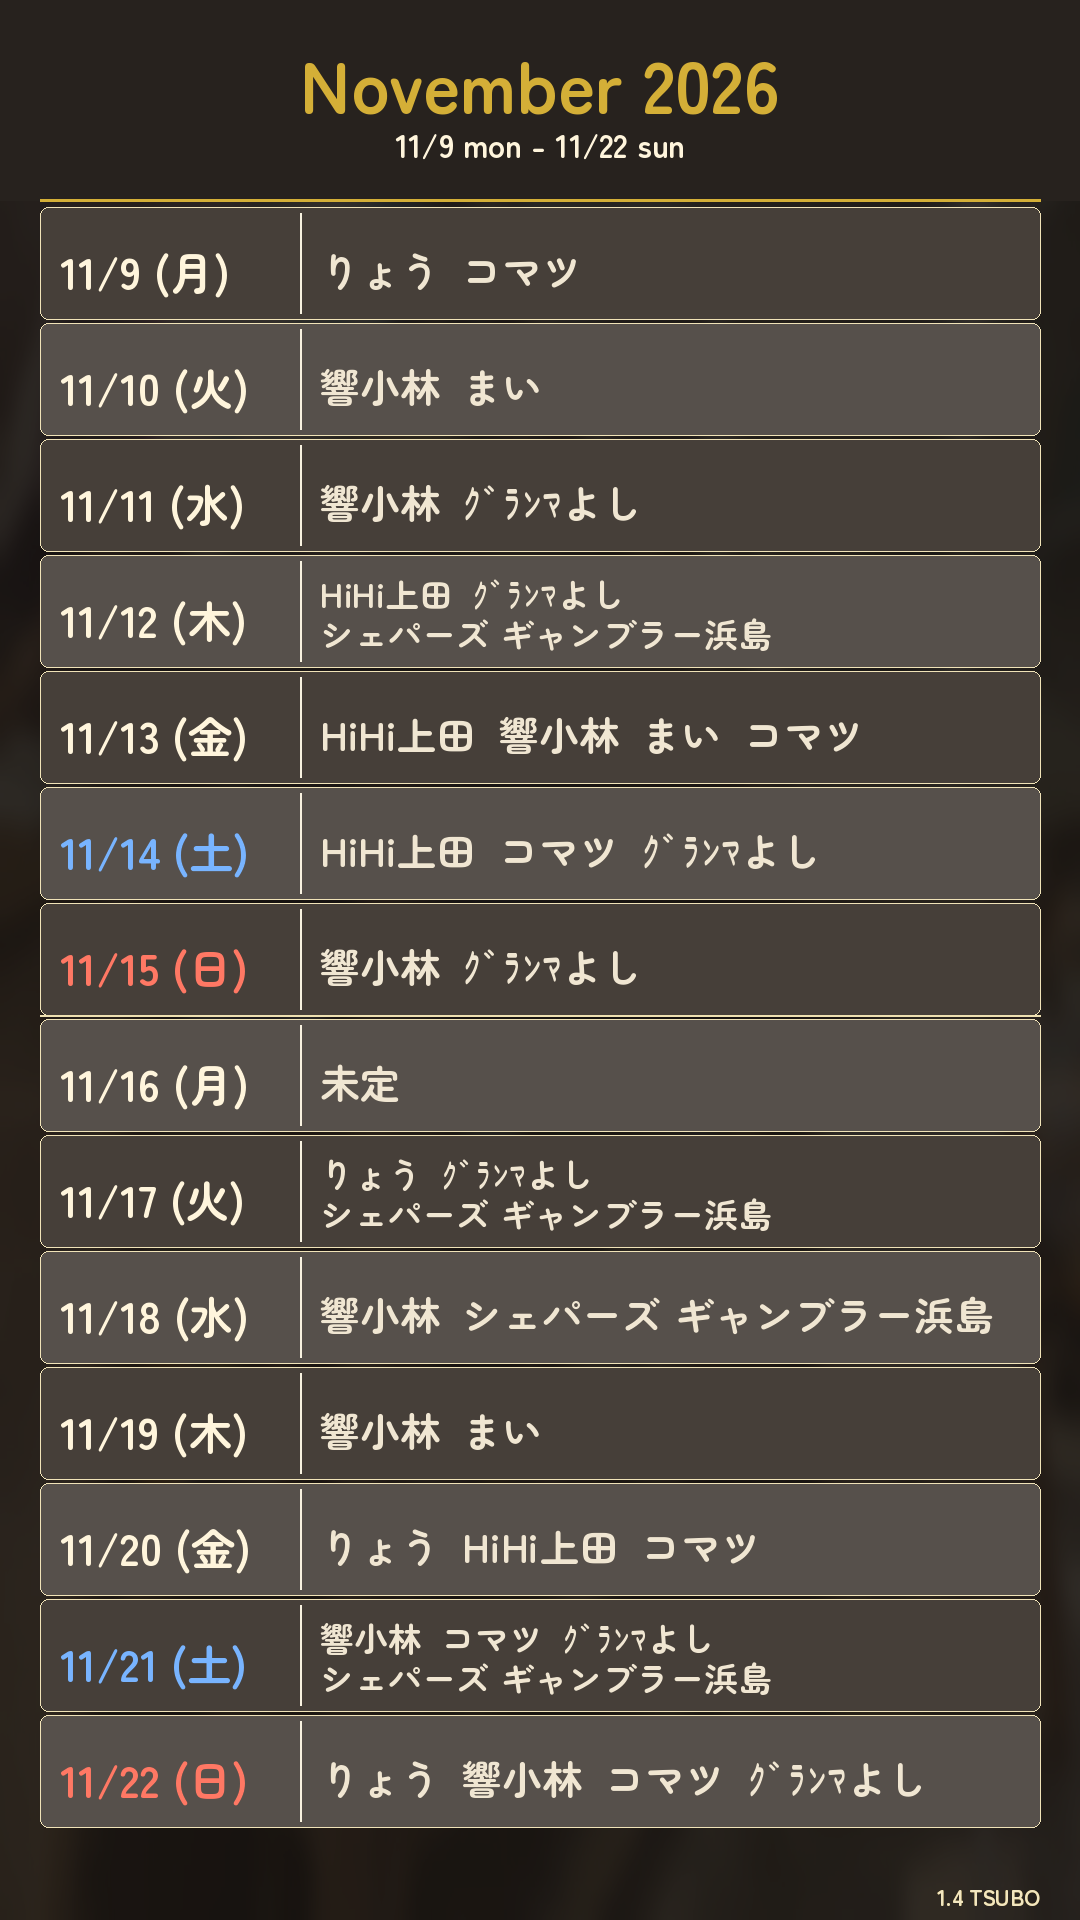 November 2026
11/9 mon - 11/22 sun
11/9 (月) りょう コマツ
11/10 (火) 響小林 まい
11/11 (水) 響小林 グランマよし
11/12 (木) HiHi上田 グランマよし
シェパーズ ギャンブラー浜島
11/13 (金) HiHi上田 響小林 まい コマツ
11/14 (土) HiHi上田 コマツ グランマよし
11/15 (日) 響小林 グランマよし
11/16 (月) 未定
11/17 (火) りょう グランマよし
シェパーズ ギャンブラー浜島
11/18 (水) 響小林 シェパーズ ギャンブラー浜島
11/19 (木) 響小林 まい
11/20 (金) りょう HiHi上田 コマツ
11/21 (土) 響小林 コマツ グランマよし
シェパーズ ギャンブラー浜島
11/22 (日) りょう 響小林 コマツ グランマよし
1.4 TSUBO